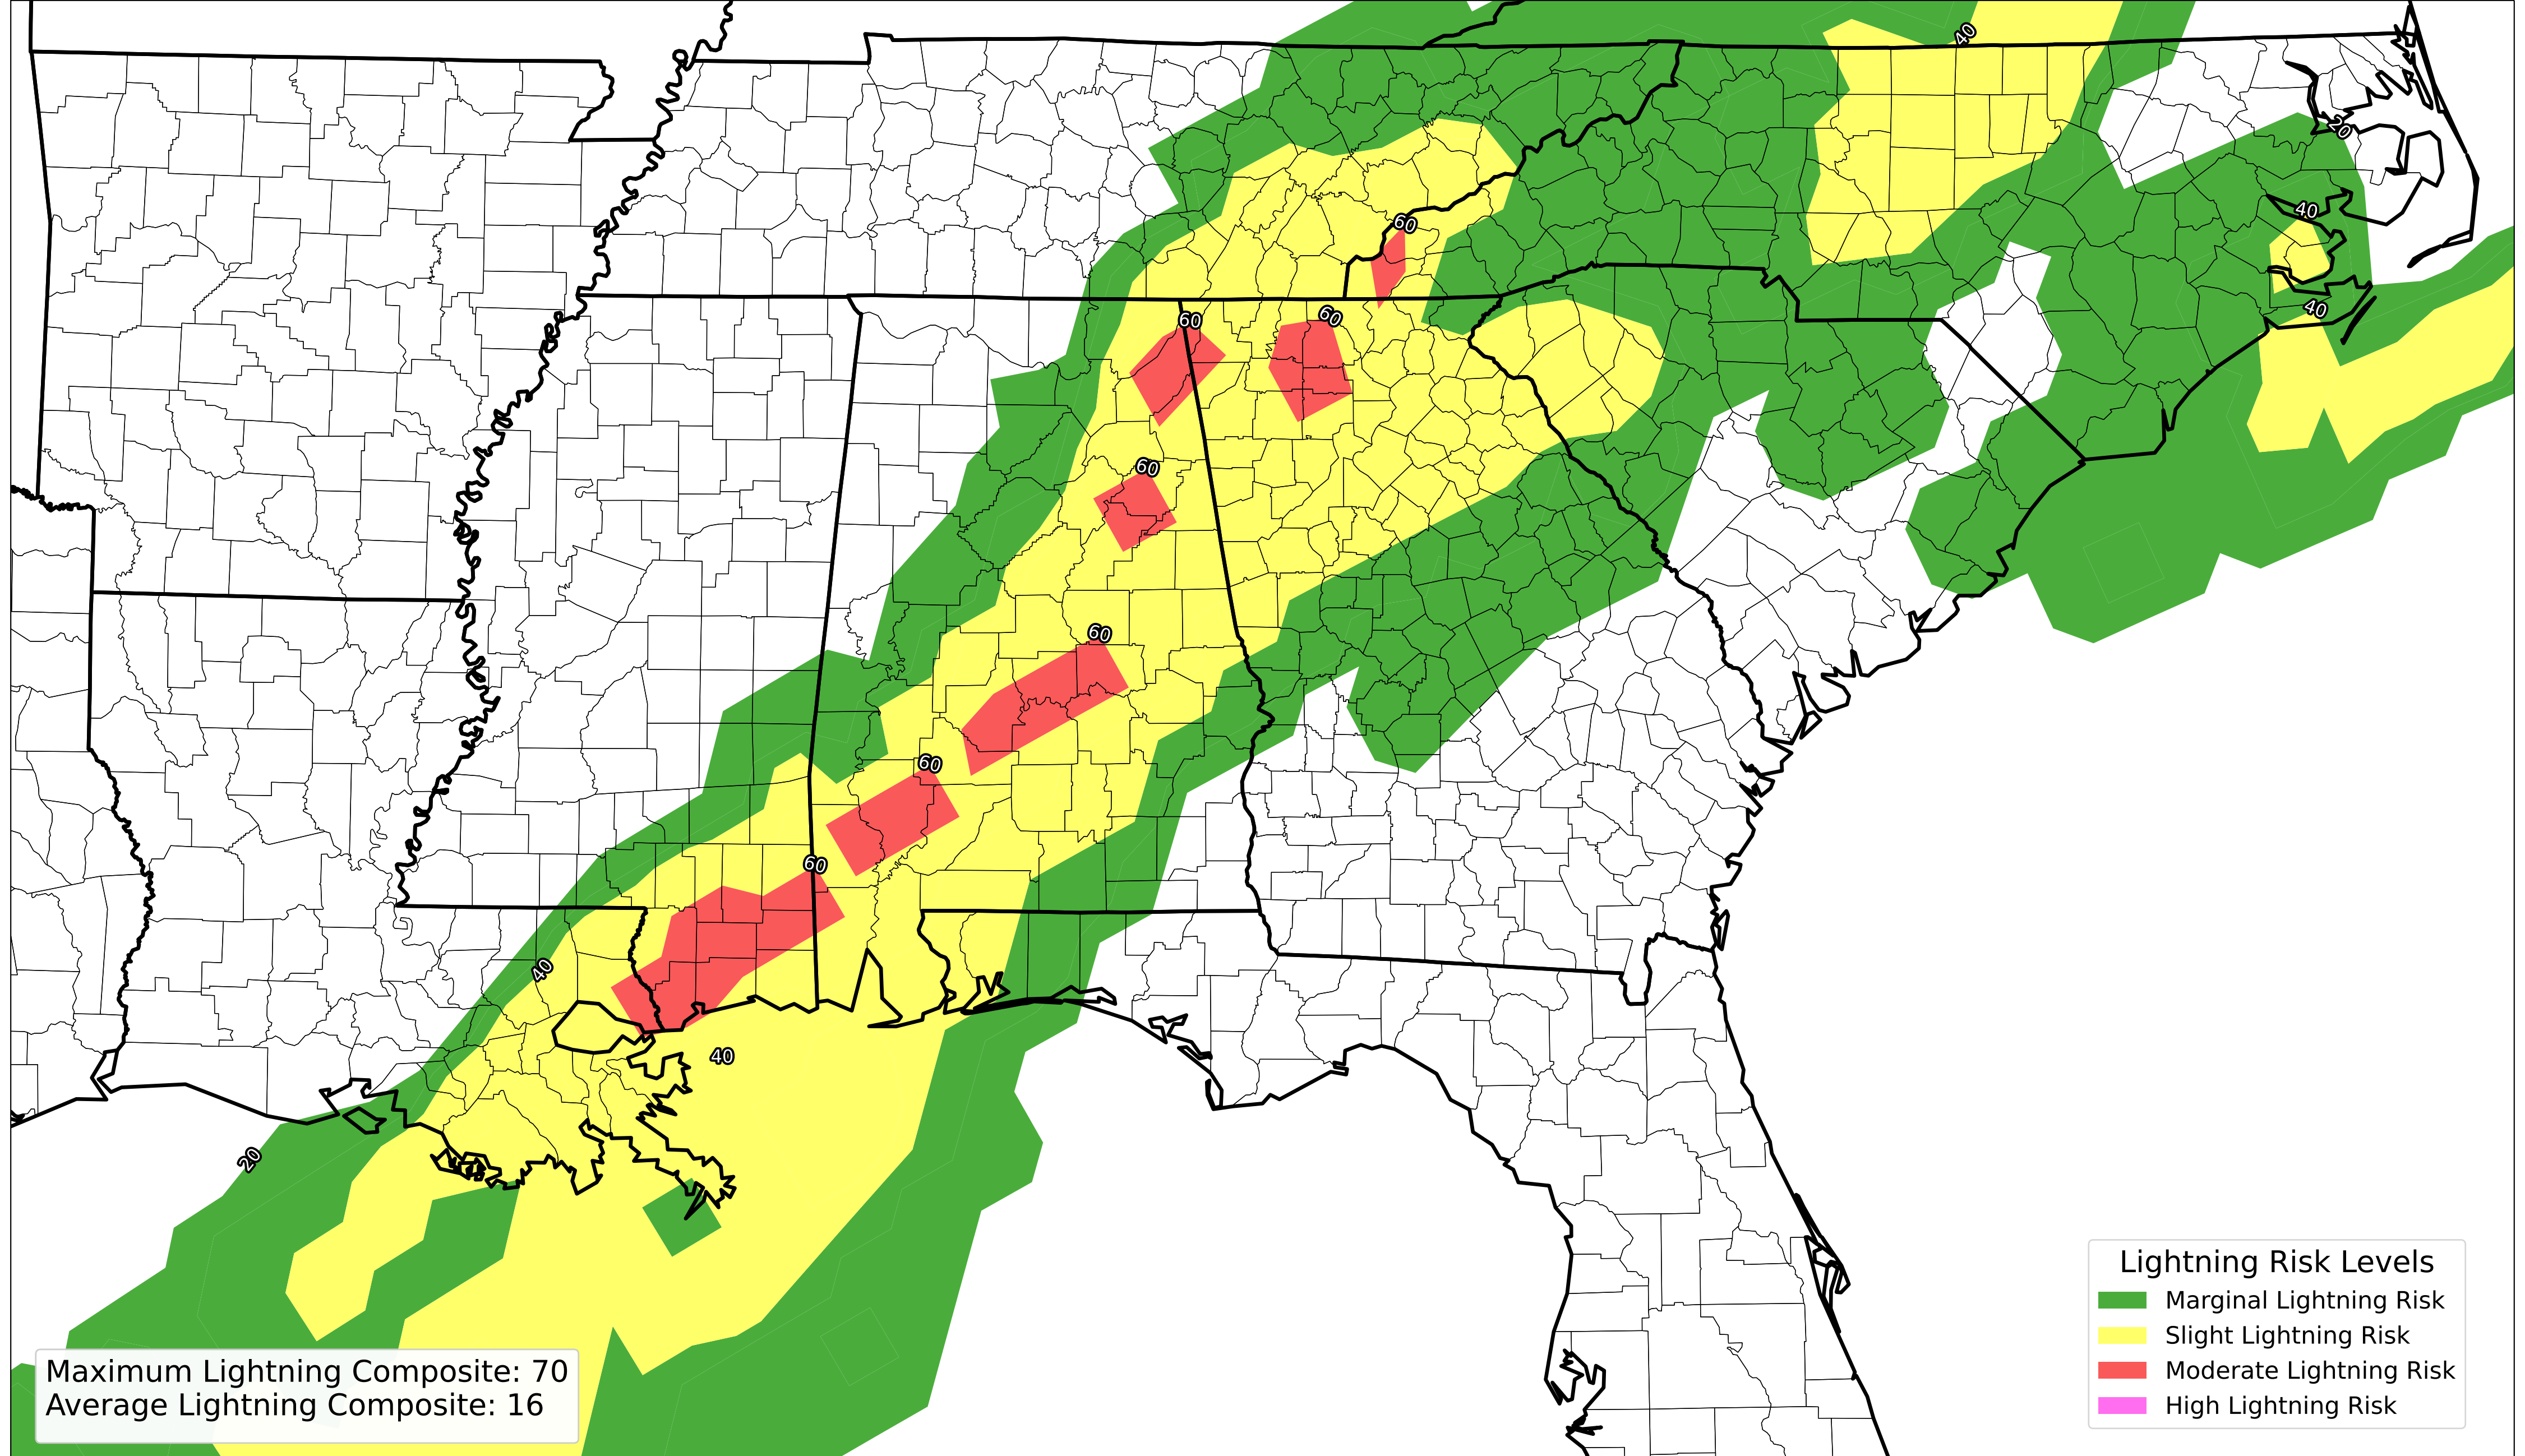 40
20
40
60
40
60
60
60
60
60
60
40
40
20
Lightning Risk Levels
Marginal Lightning Risk
Slight Lightning Risk
Moderate Lightning Risk
High Lightning Risk
Maximum Lightning Composite: 70
Average Lightning Composite: 16